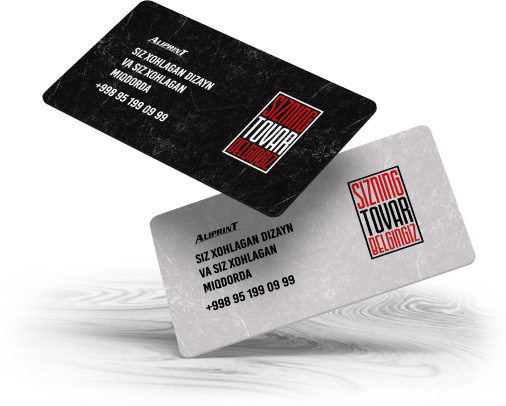 ALIPRINT
SIZ XOHLAGAN DIZAYN
VA SIZ XOHLAGAN
MIQDORDA
+998 95 199 09 99
SIZNING
TOVAR
BELGINGIZ
ALIPRINT
SIZ XOHLAGAN DIZAYN
VA SIZ XOHLAGAN
MIQDORDA
+998 95 199 09 99
SIZNING
TOVAR
BELGINGIZ